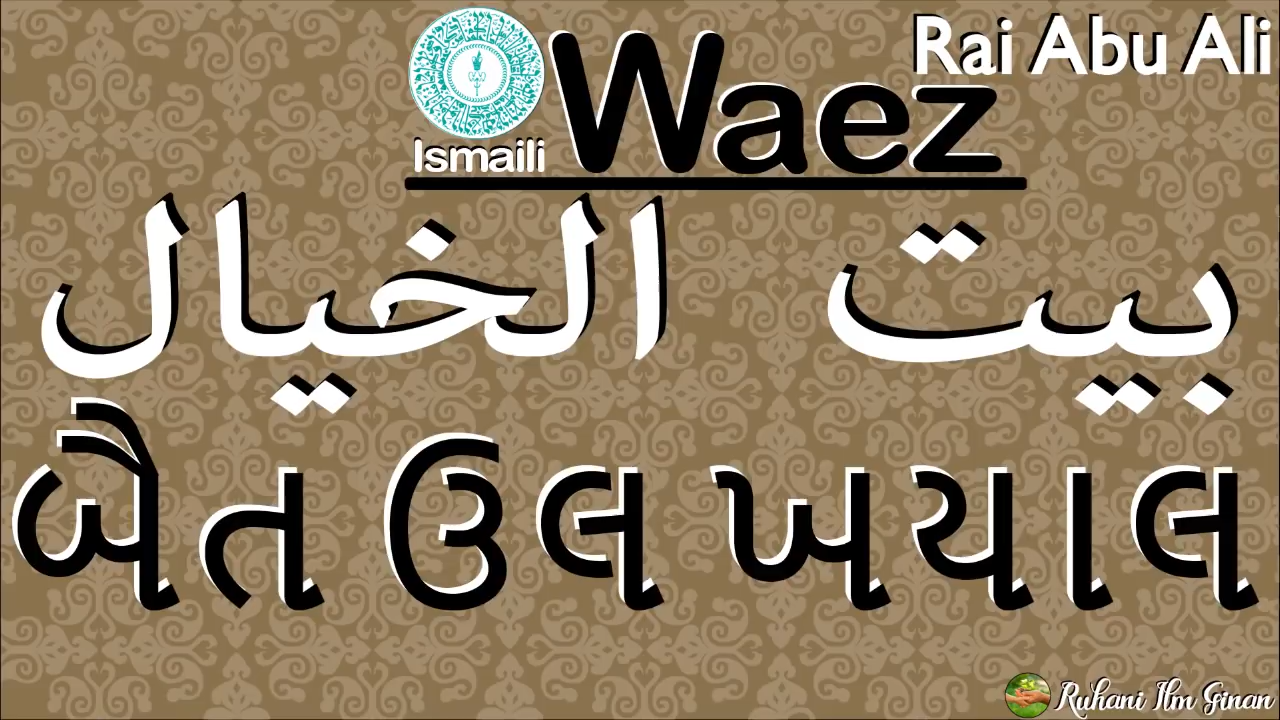 Rai Abu Ali
Waez
Ismaili
بيت الخيال
બૈત ઉલ ખયાલ
Ruhani Ilm Ginan